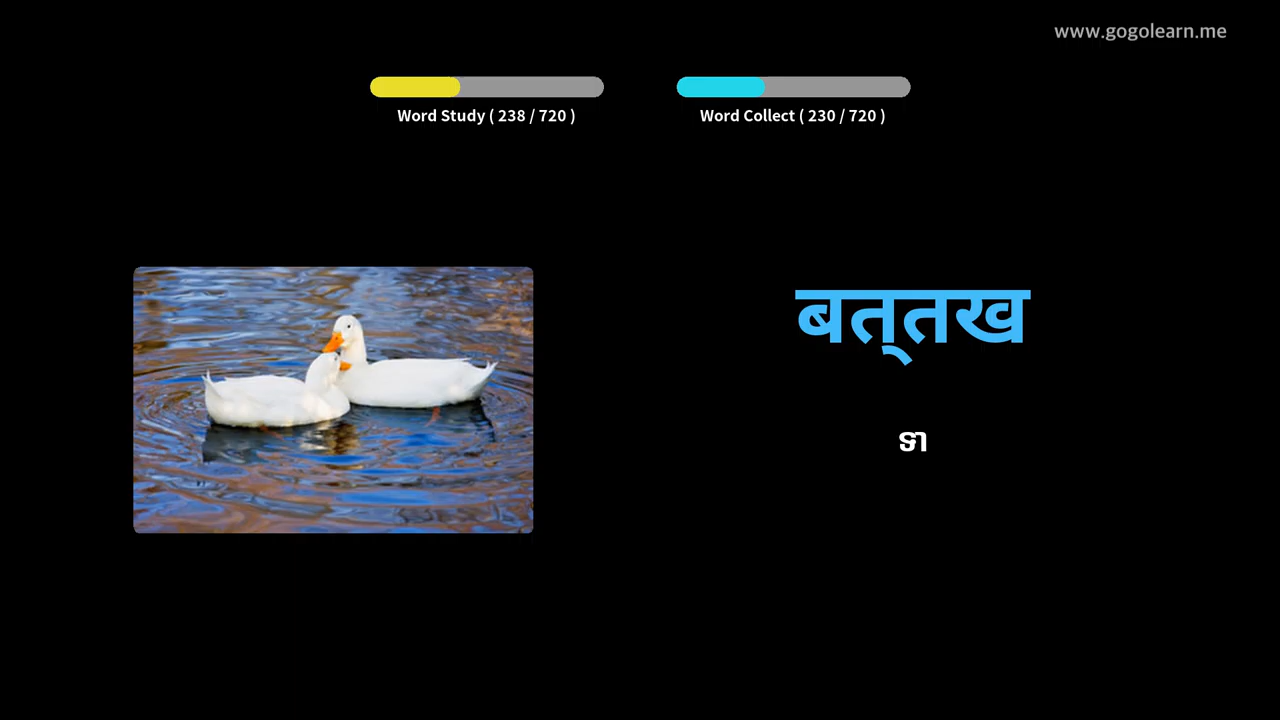 www.gogolearn.me
Word Study ( 238 / 720 )
Word Collect ( 230 / 720 )
बत्‌तख
ទា